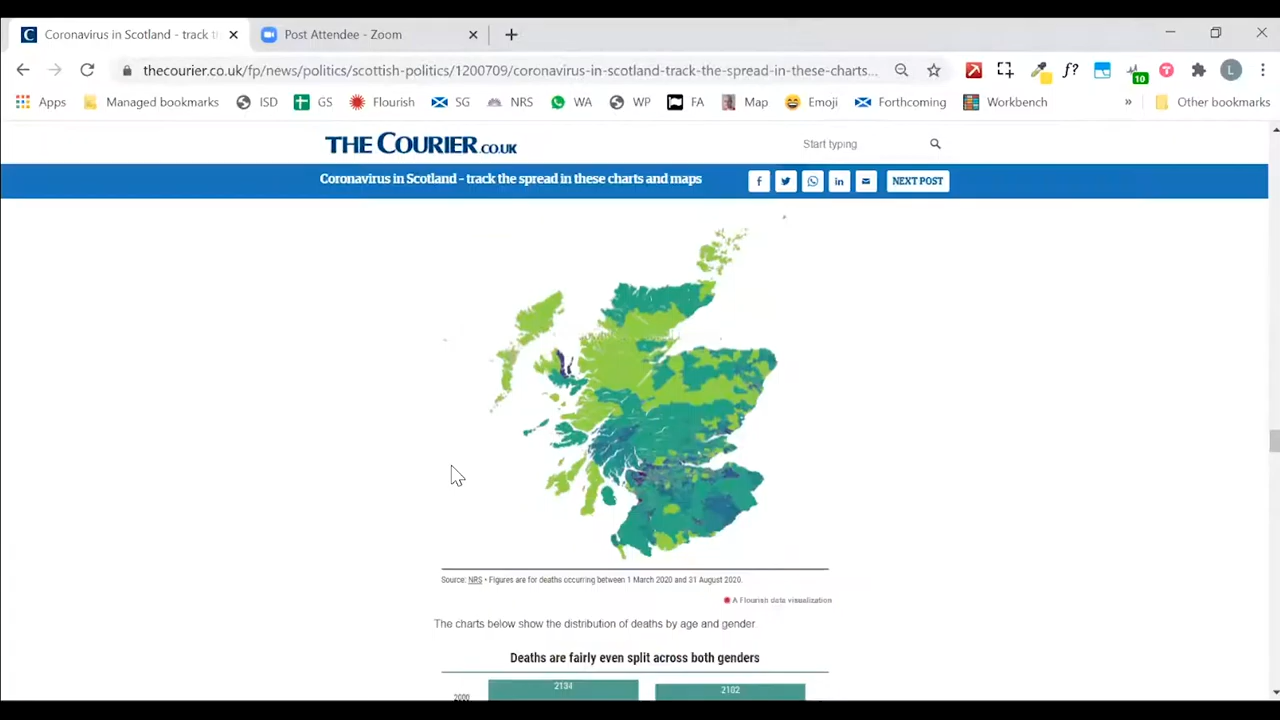 Coronavirus in Scotland - track t
Post Attendee - Zoom
thecourier.co.uk/fp/news/politics/scottish-politics/1200709/coronavirus-in-scotland-track-the-spread-in-these-charts...
10
L
Apps
Managed bookmarks
ISD
GS
Flourish
SG
NRS
WA
WP
FA
Map
Emoji
Forthcoming
Workbench
»
Other bookmarks
THE COURIER.CO.UK
Start typing
Coronavirus in Scotland - track the spread in these charts and maps
NEXT POST
Source: NRS • Figures are for deaths occurring between 1 March 2020 and 31 August 2020.
A Flourish data visualization
The charts below show the distribution of deaths by age and gender
Deaths are fairly even split across both genders
2134
2102
2000